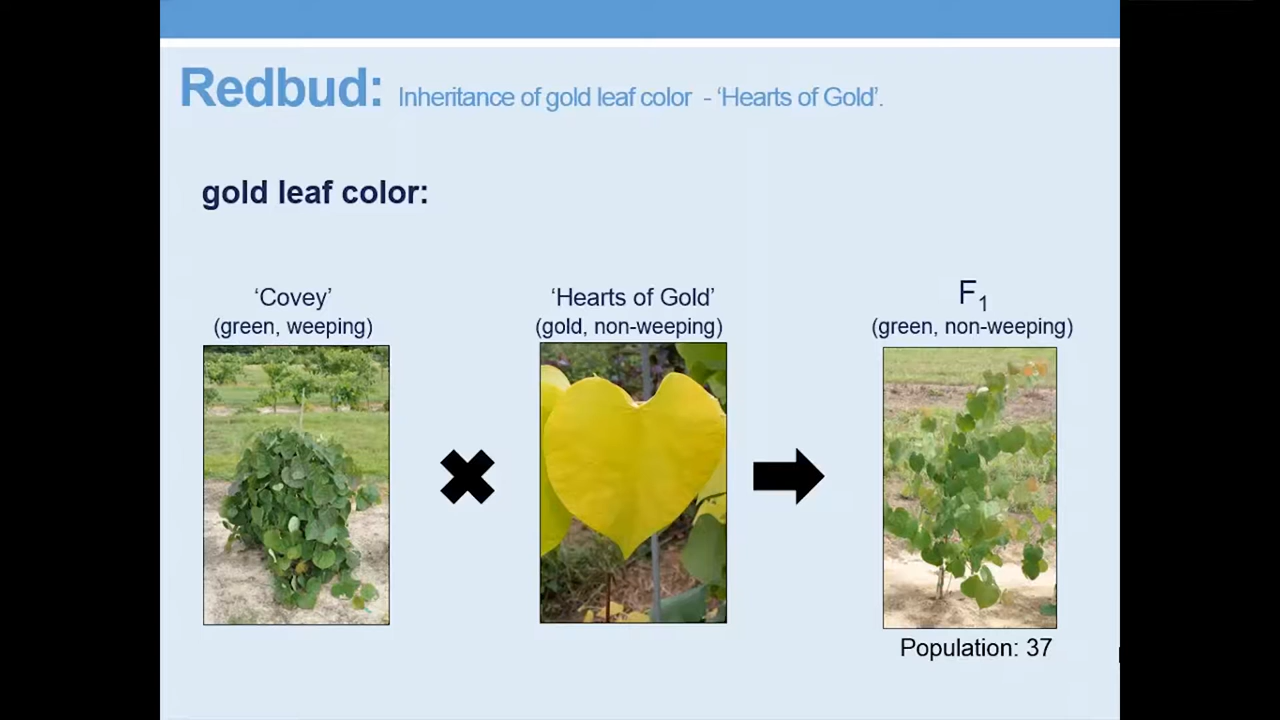 Redbud: Inheritance of gold leaf color - ‘Hearts of Gold’.
gold leaf color:
‘Covey’
(green, weeping)
‘Hearts of Gold’
(gold, non-weeping)
F₁
(green, non-weeping)
Population: 37